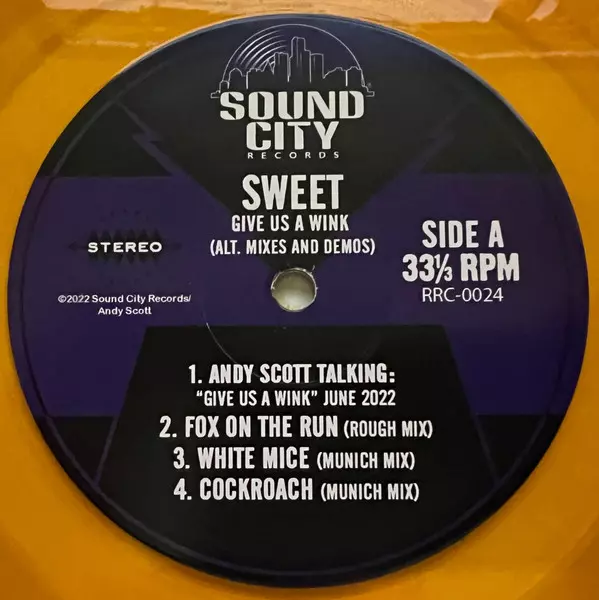 SOUND
CITY
RECORDS
SWEET
GIVE US A WINK
(ALT. MIXES AND DEMOS)
STEREO
SIDE A
33⅓ RPM
RRC-0024
©2022 Sound City Records/
Andy Scott
1. ANDY SCOTT TALKING:
"GIVE US A WINK" JUNE 2022
2. FOX ON THE RUN (ROUGH MIX)
3. WHITE MICE (MUNICH MIX)
4. COCKROACH (MUNICH MIX)